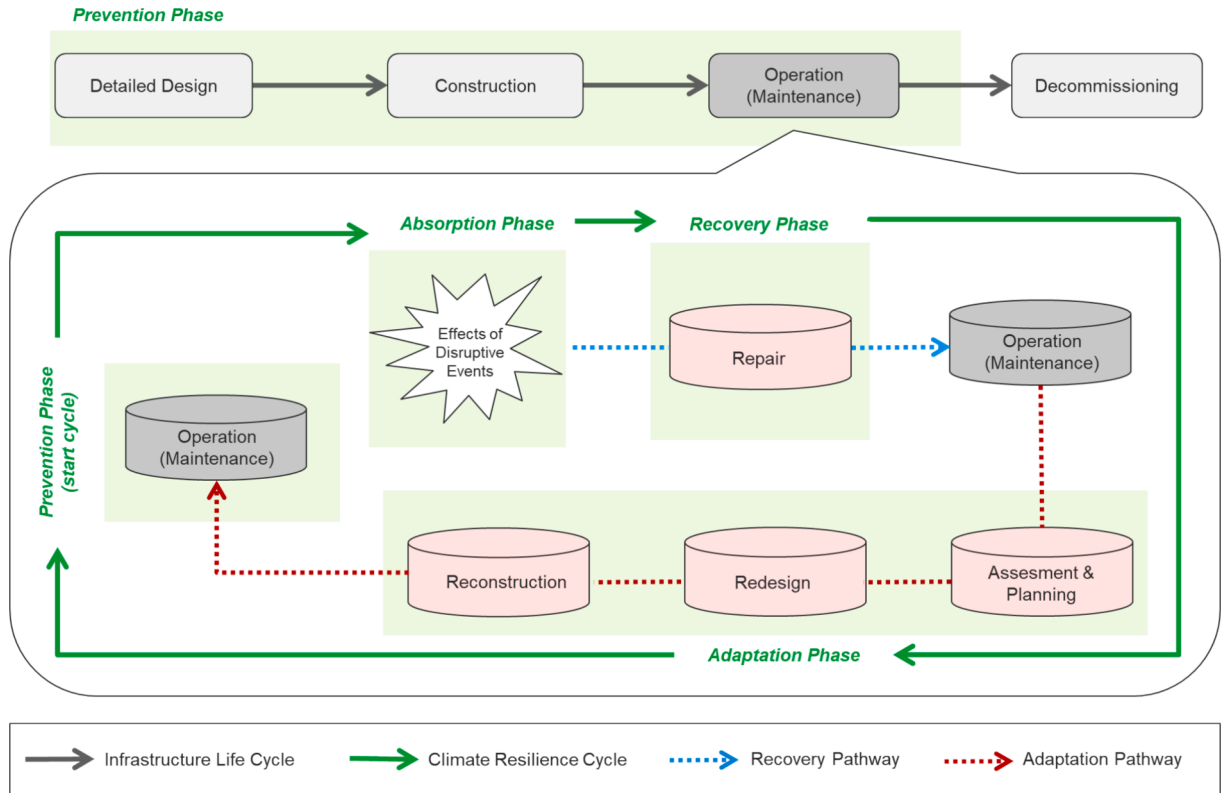 Prevention Phase
Detailed Design
Construction
Operation
(Maintenance)
Decommissioning
Absorption Phase
Recovery Phase
Effects of
Disruptive
Events
Repair
Operation
(Maintenance)
Prevention Phase
(start cycle)
Operation
(Maintenance)
Reconstruction
Redesign
Assesment &
Planning
Adaptation Phase
Infrastructure Life Cycle
Climate Resilience Cycle
Recovery Pathway
Adaptation Pathway